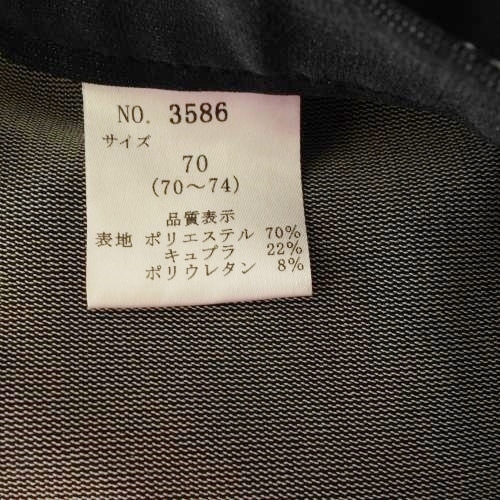 NO. 3586
サイズ
70
(70～74)
品質表示
表地 ポリエステル 70%
キュプラ 22%
ポリウレタン 8%